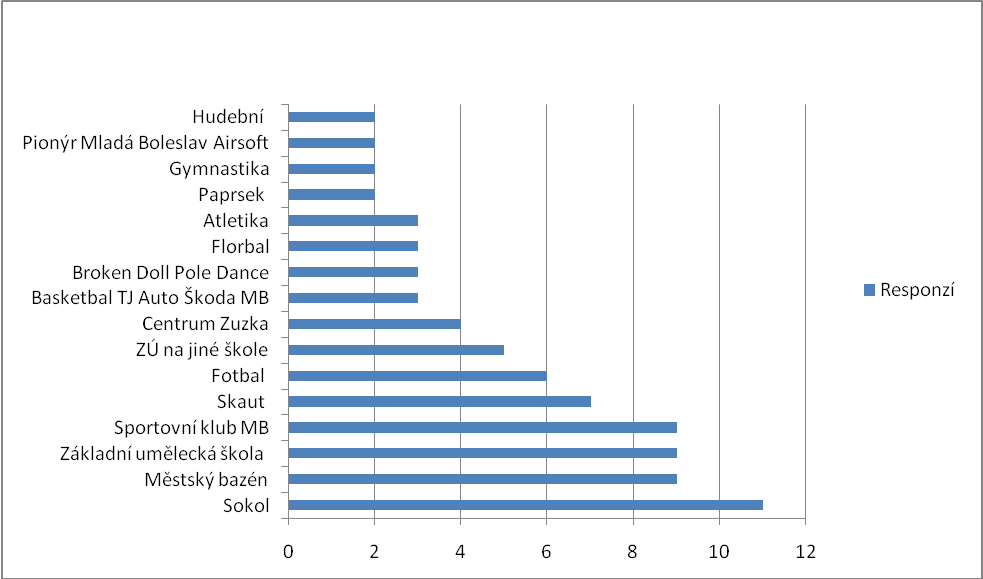 Hudební
Pionýr Mladá Boleslav Airsoft
Gymnastika
Paprsek
Atletika
Florbal
Broken Doll Pole Dance
Basketbal TJ Auto Škoda MB
Centrum Zuzka
ZÚ na jiné škole
Fotbal
Skaut
Sportovní klub MB
Základní umělecká škola
Městský bazén
Sokol
0 2 4 6 8 10 12
Responzí